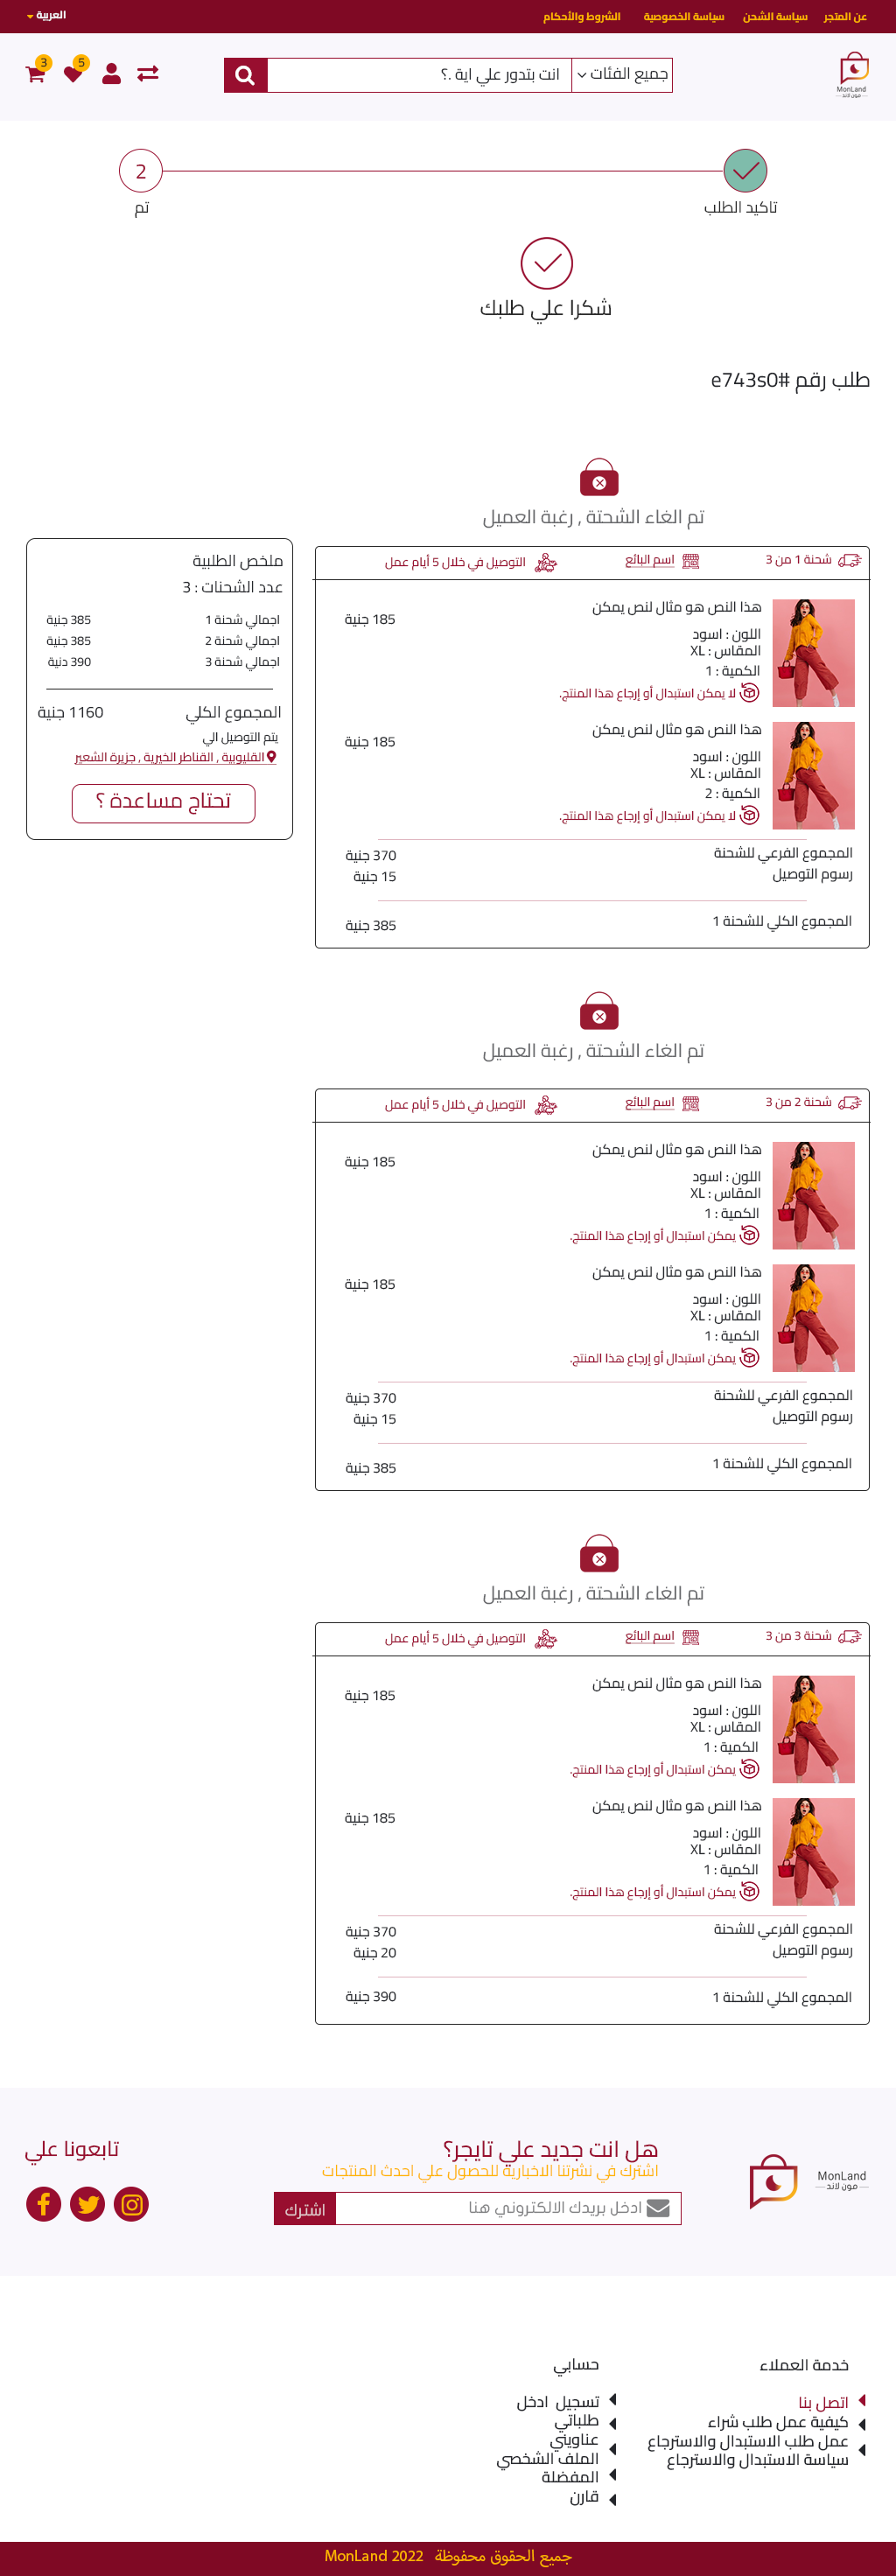 عن المتجر
سياسة الشحن
سياسة الخصوصية
الشروط والأحكام
العربية
MonLand
مون لاند
جميع الفئات
انت بتدور علي اية .؟
5
3
2
تاكيد الطلب
تم
شكرا علي طلبك
طلب رقم #e743s0
تم الغاء الشحتة , رغبة العميل
شحنة 1 من 3
اسم البائع
التوصيل في خلال 5 أيام عمل
هذا النص هو مثال لنص يمكن
185 جنية
اللون : اسود
المقاس : XL
الكمية : 1
لا يمكن استبدال أو إرجاع هذا المنتج.
هذا النص هو مثال لنص يمكن
185 جنية
اللون : اسود
المقاس : XL
الكمية : 2
لا يمكن استبدال أو إرجاع هذا المنتج.
المجموع الفرعي للشحنة
370 جنية
رسوم التوصيل
15 جنية
المجموع الكلي للشحنة 1
385 جنية
ملخص الطلبية
عدد الشحنات : 3
اجمالي شحنة 1
385 جنية
اجمالي شحنة 2
385 جنية
اجمالي شحنة 3
390 دنية
المجموع الكلي
1160 جنية
يتم التوصيل الي
القليوبية , القناطر الخيرية , جزيرة الشعير
تحتاج مساعدة ؟
تم الغاء الشحتة , رغبة العميل
شحنة 2 من 3
اسم البائع
التوصيل في خلال 5 أيام عمل
هذا النص هو مثال لنص يمكن
185 جنية
اللون : اسود
المقاس : XL
الكمية : 1
يمكن استبدال أو إرجاع هذا المنتج.
هذا النص هو مثال لنص يمكن
185 جنية
اللون : اسود
المقاس : XL
الكمية : 1
يمكن استبدال أو إرجاع هذا المنتج.
المجموع الفرعي للشحنة
370 جنية
رسوم التوصيل
15 جنية
المجموع الكلي للشحنة 1
385 جنية
تم الغاء الشحتة , رغبة العميل
شحنة 3 من 3
اسم البائع
التوصيل في خلال 5 أيام عمل
هذا النص هو مثال لنص يمكن
185 جنية
اللون : اسود
المقاس : XL
الكمية : 1
يمكن استبدال أو إرجاع هذا المنتج.
هذا النص هو مثال لنص يمكن
185 جنية
اللون : اسود
المقاس : XL
الكمية : 1
يمكن استبدال أو إرجاع هذا المنتج.
المجموع الفرعي للشحنة
370 جنية
رسوم التوصيل
20 جنية
المجموع الكلي للشحنة 1
390 جنية
MonLand
مون لاند
هل انت جديد علي تايجر؟
اشترك في نشرتنا الاخبارية للحصول علي احدث المنتجات
ادخل بريدك الالكتروني هنا
اشترك
تابعونا علي
خدمة العملاء
اتصل بنا
كيفية عمل طلب شراء
عمل طلب الاستبدال والاسترجاع
سياسة الاستبدال والاسترجاع
حسابي
تسجيل ادخل
طلباتي
عناويني
الملف الشخصي
المفضلة
قارن
جميع الحقوق محفوظة MonLand 2022